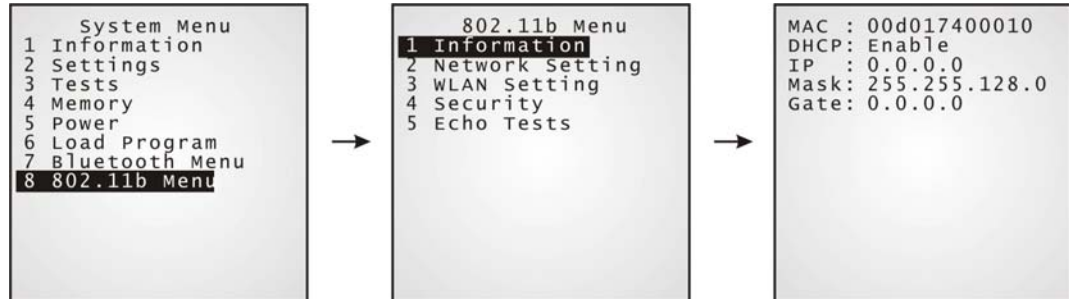 System Menu
1 Information
2 Settings
3 Tests
4 Memory
5 Power
6 Load Program
7 Bluetooth Menu
8 802.11b Menu
802.11b Menu
1 Information
2 Network Setting
3 WLAN Setting
4 Security
5 Echo Tests
MAC : 00d017400010
DHCP: Enable
IP  : 0.0.0.0
Mask: 255.255.128.0
Gate: 0.0.0.0